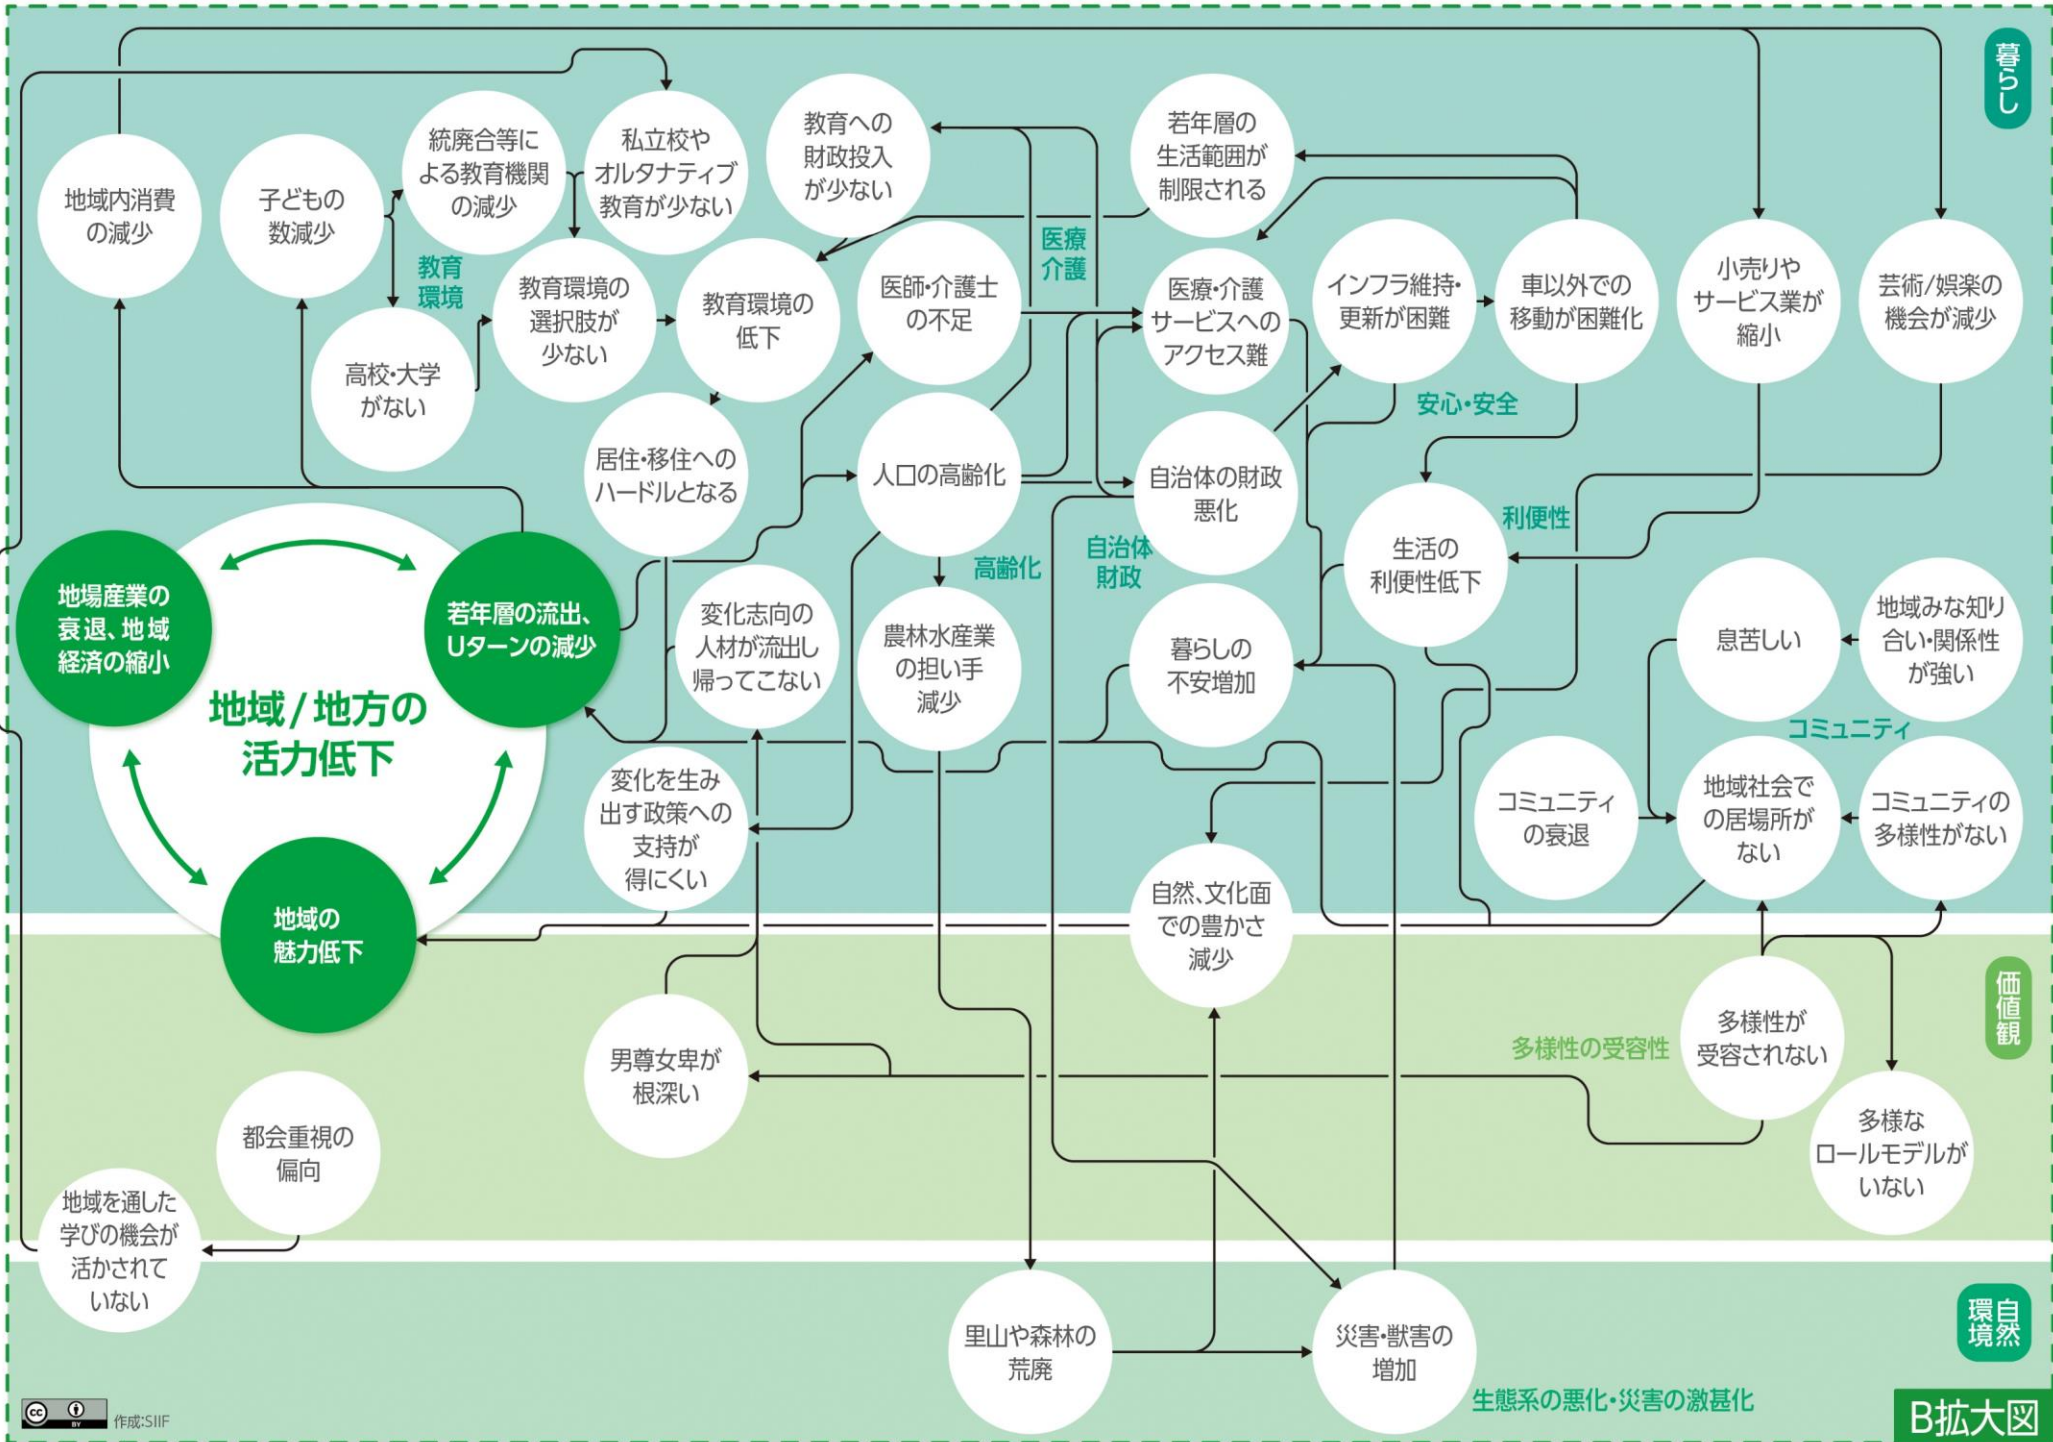 暮らし
地域内消費
の減少
子どもの
数減少
統廃合等に
よる教育機関
の減少
私立校や
オルタナティブ
教育が少ない
教育への
財政投入
が少ない
若年層の
生活範囲が
制限される
教育
環境
高校・大学
がない
教育環境の
選択肢が
少ない
教育環境の
低下
医師・介護士
の不足
医療
介護
医療・介護
サービスへの
アクセス難
インフラ維持・
更新が困難
車以外での
移動が困難化
小売りや
サービス業が
縮小
芸術/娯楽の
機会が減少
安心・安全
居住・移住への
ハードルとなる
人口の高齢化
自治体の財政
悪化
利便性
生活の
利便性低下
高齢化
自治体
財政
地場産業の
衰退、地域
経済の縮小
若年層の流出、
Uターンの減少
地域/地方の
活力低下
地域の
魅力低下
変化志向の
人材が流出し
帰ってこない
農林水産業
の担い手
減少
暮らしの
不安増加
息苦しい
地域みな知り
合い・関係性
が強い
コミュニティ
変化を生み
出す政策への
支持が
得にくい
コミュニティ
の衰退
地域社会で
の居場所が
ない
コミュニティの
多様性がない
自然、文化面
での豊かさ
減少
価値観
男尊女卑が
根深い
多様性の受容性
多様性が
受容されない
多様な
ロールモデルが
いない
都会重視の
偏向
地域を通した
学びの機会が
活かされて
いない
自然
環境
里山や森林の
荒廃
災害・獣害の
増加
生態系の悪化・災害の激甚化
cc
BY
作成:SIIF
B拡大図